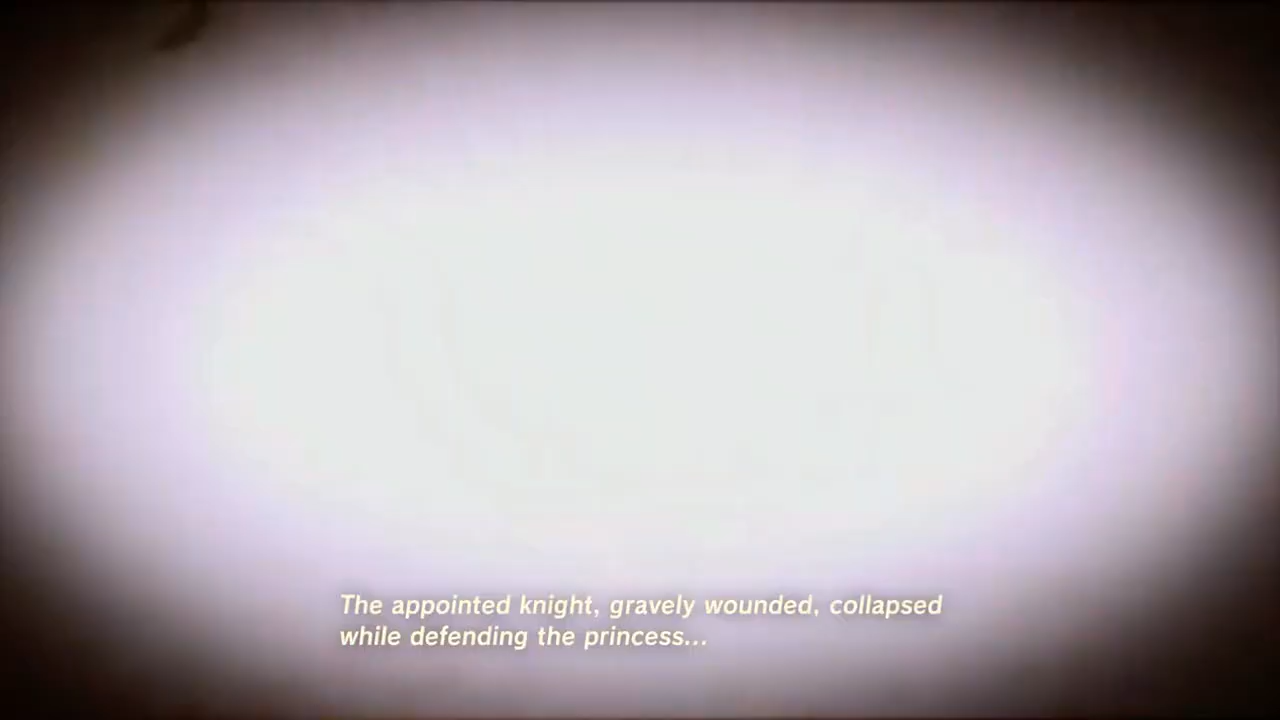 The appointed knight, gravely wounded, collapsed
while defending the princess...